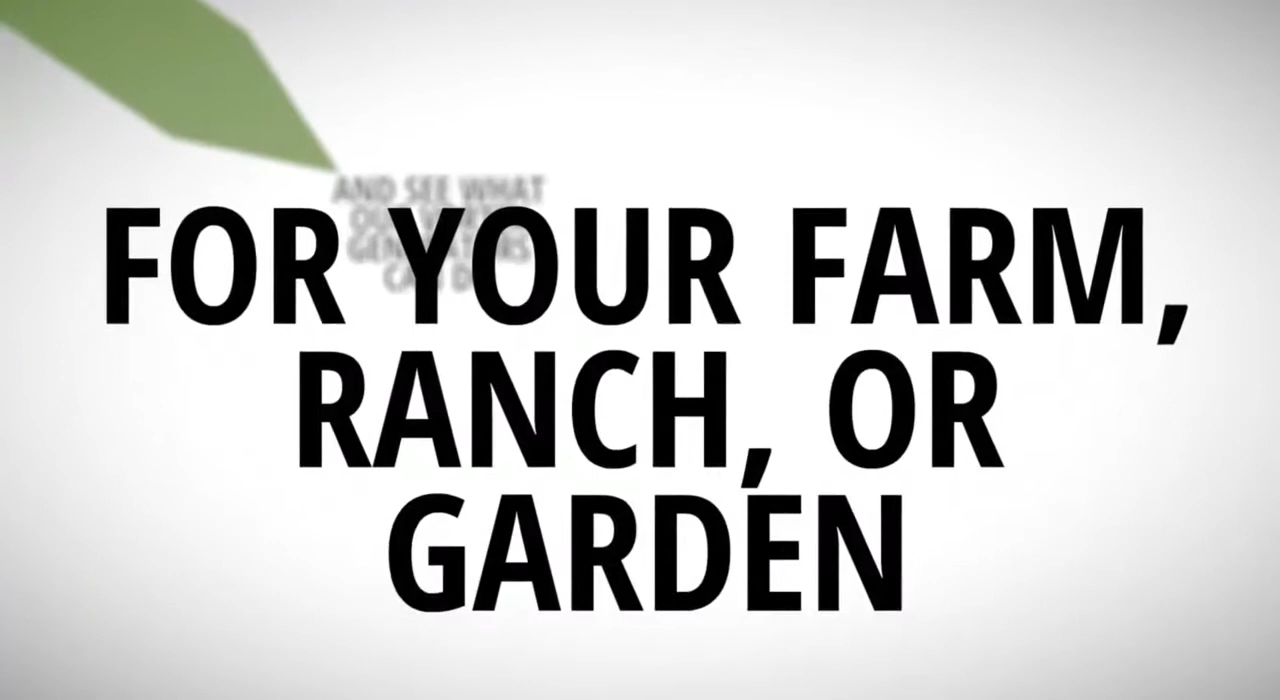 FOR YOUR FARM,
RANCH, OR
GARDEN
AND SEE WHAT